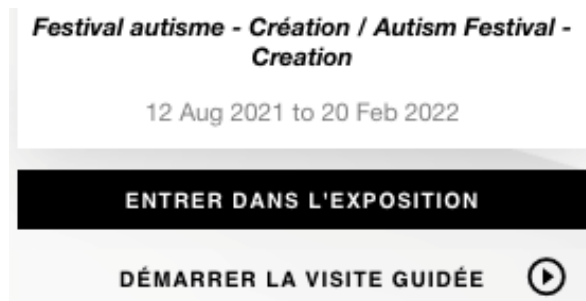 Festival autisme - Création / Autism Festival -
Creation
12 Aug 2021 to 20 Feb 2022
ENTRER DANS L'EXPOSITION
DÉMARRER LA VISITE GUIDÉE